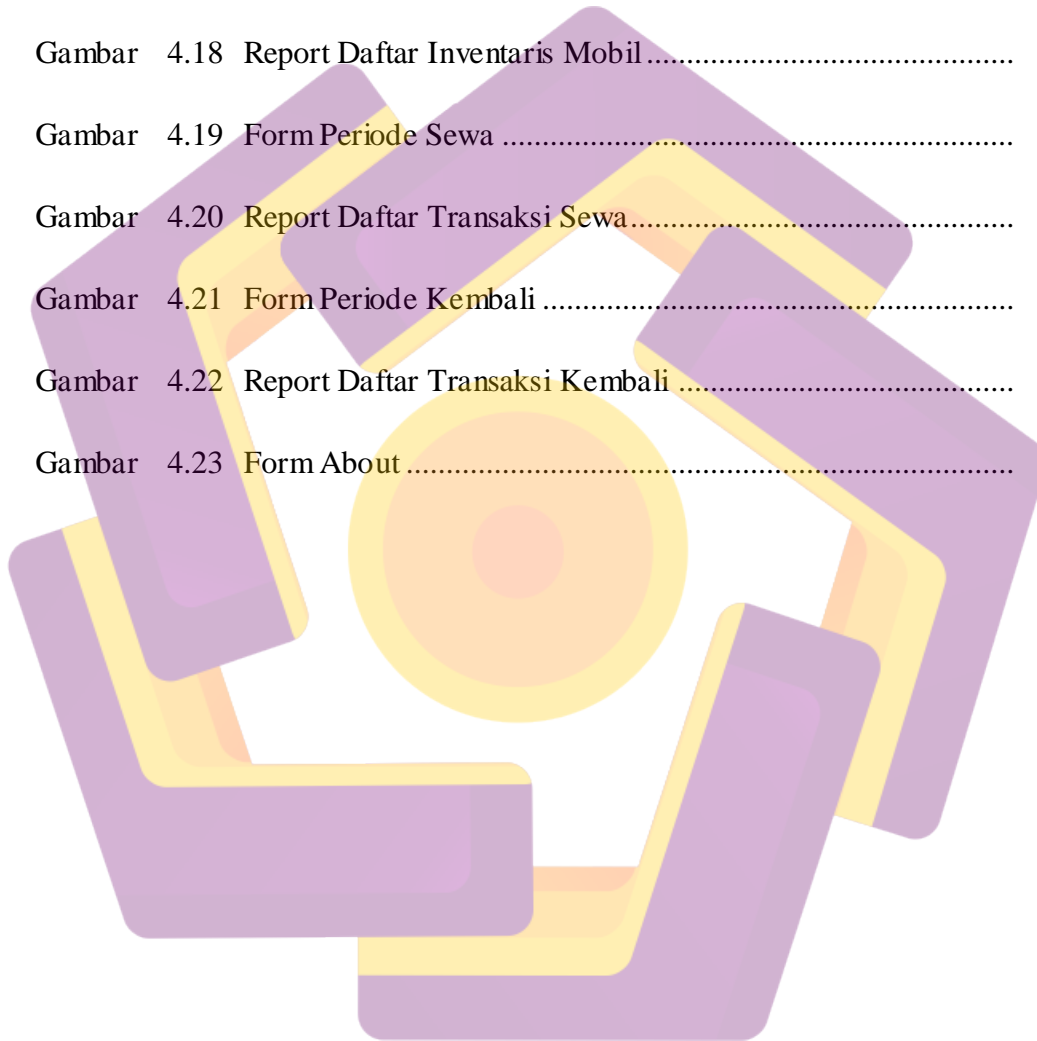 Gambar 4.18 Report Daftar Inventaris Mobil .............................................
Gambar 4.19 Form Periode Sewa ...............................................................
Gambar 4.20 Report Daftar Transaksi Sewa ...............................................
Gambar 4.21 Form Periode Kembali ..........................................................
Gambar 4.22 Report Daftar Transaksi Kembali .........................................
Gambar 4.23 Form About ...........................................................................